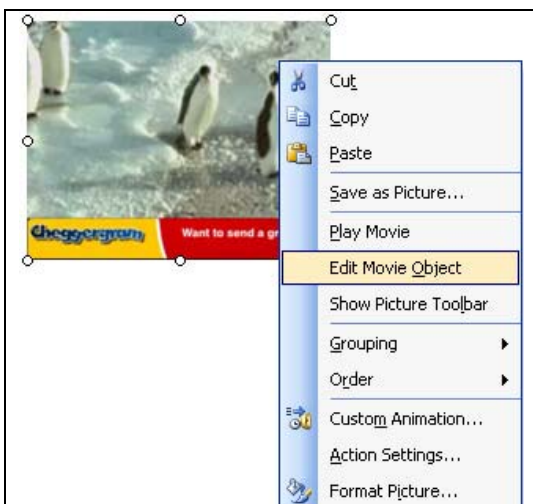 Cheggergram
Want to send a gr
Cut
Copy
Paste
Save as Picture...
Play Movie
Edit Movie Object
Show Picture Toolbar
Grouping
Order
Custom Animation...
Action Settings...
Format Picture...